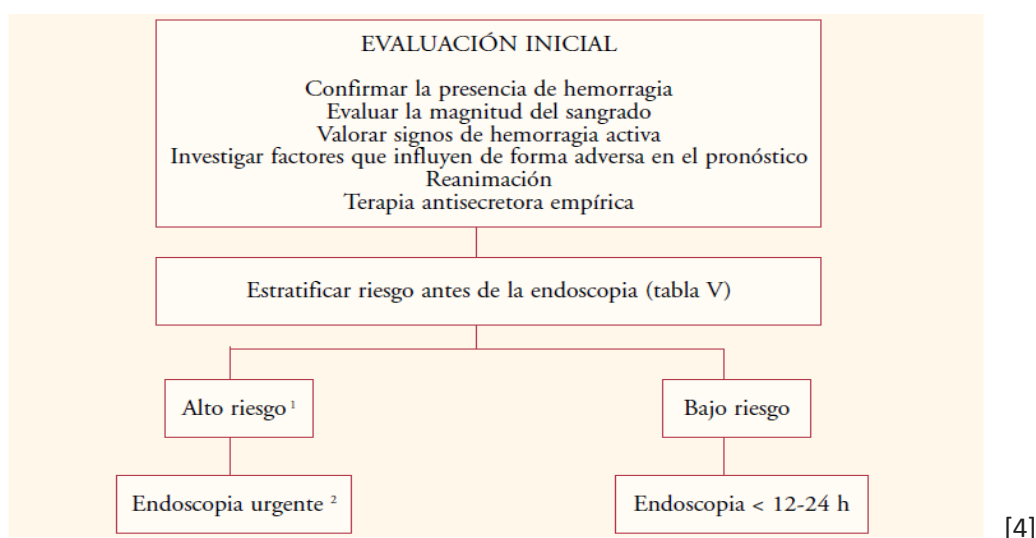 EVALUACIÓN INICIAL
Confirmar la presencia de hemorragia
Evaluar la magnitud del sangrado
Valorar signos de hemorragia activa
Investigar factores que influyen de forma adversa en el pronóstico
Reanimación
Terapia antisecretora empírica
Estratificar riesgo antes de la endoscopia (tabla V)
Alto riesgo ¹
Bajo riesgo
Endoscopia urgente ²
Endoscopia < 12-24 h
[4]